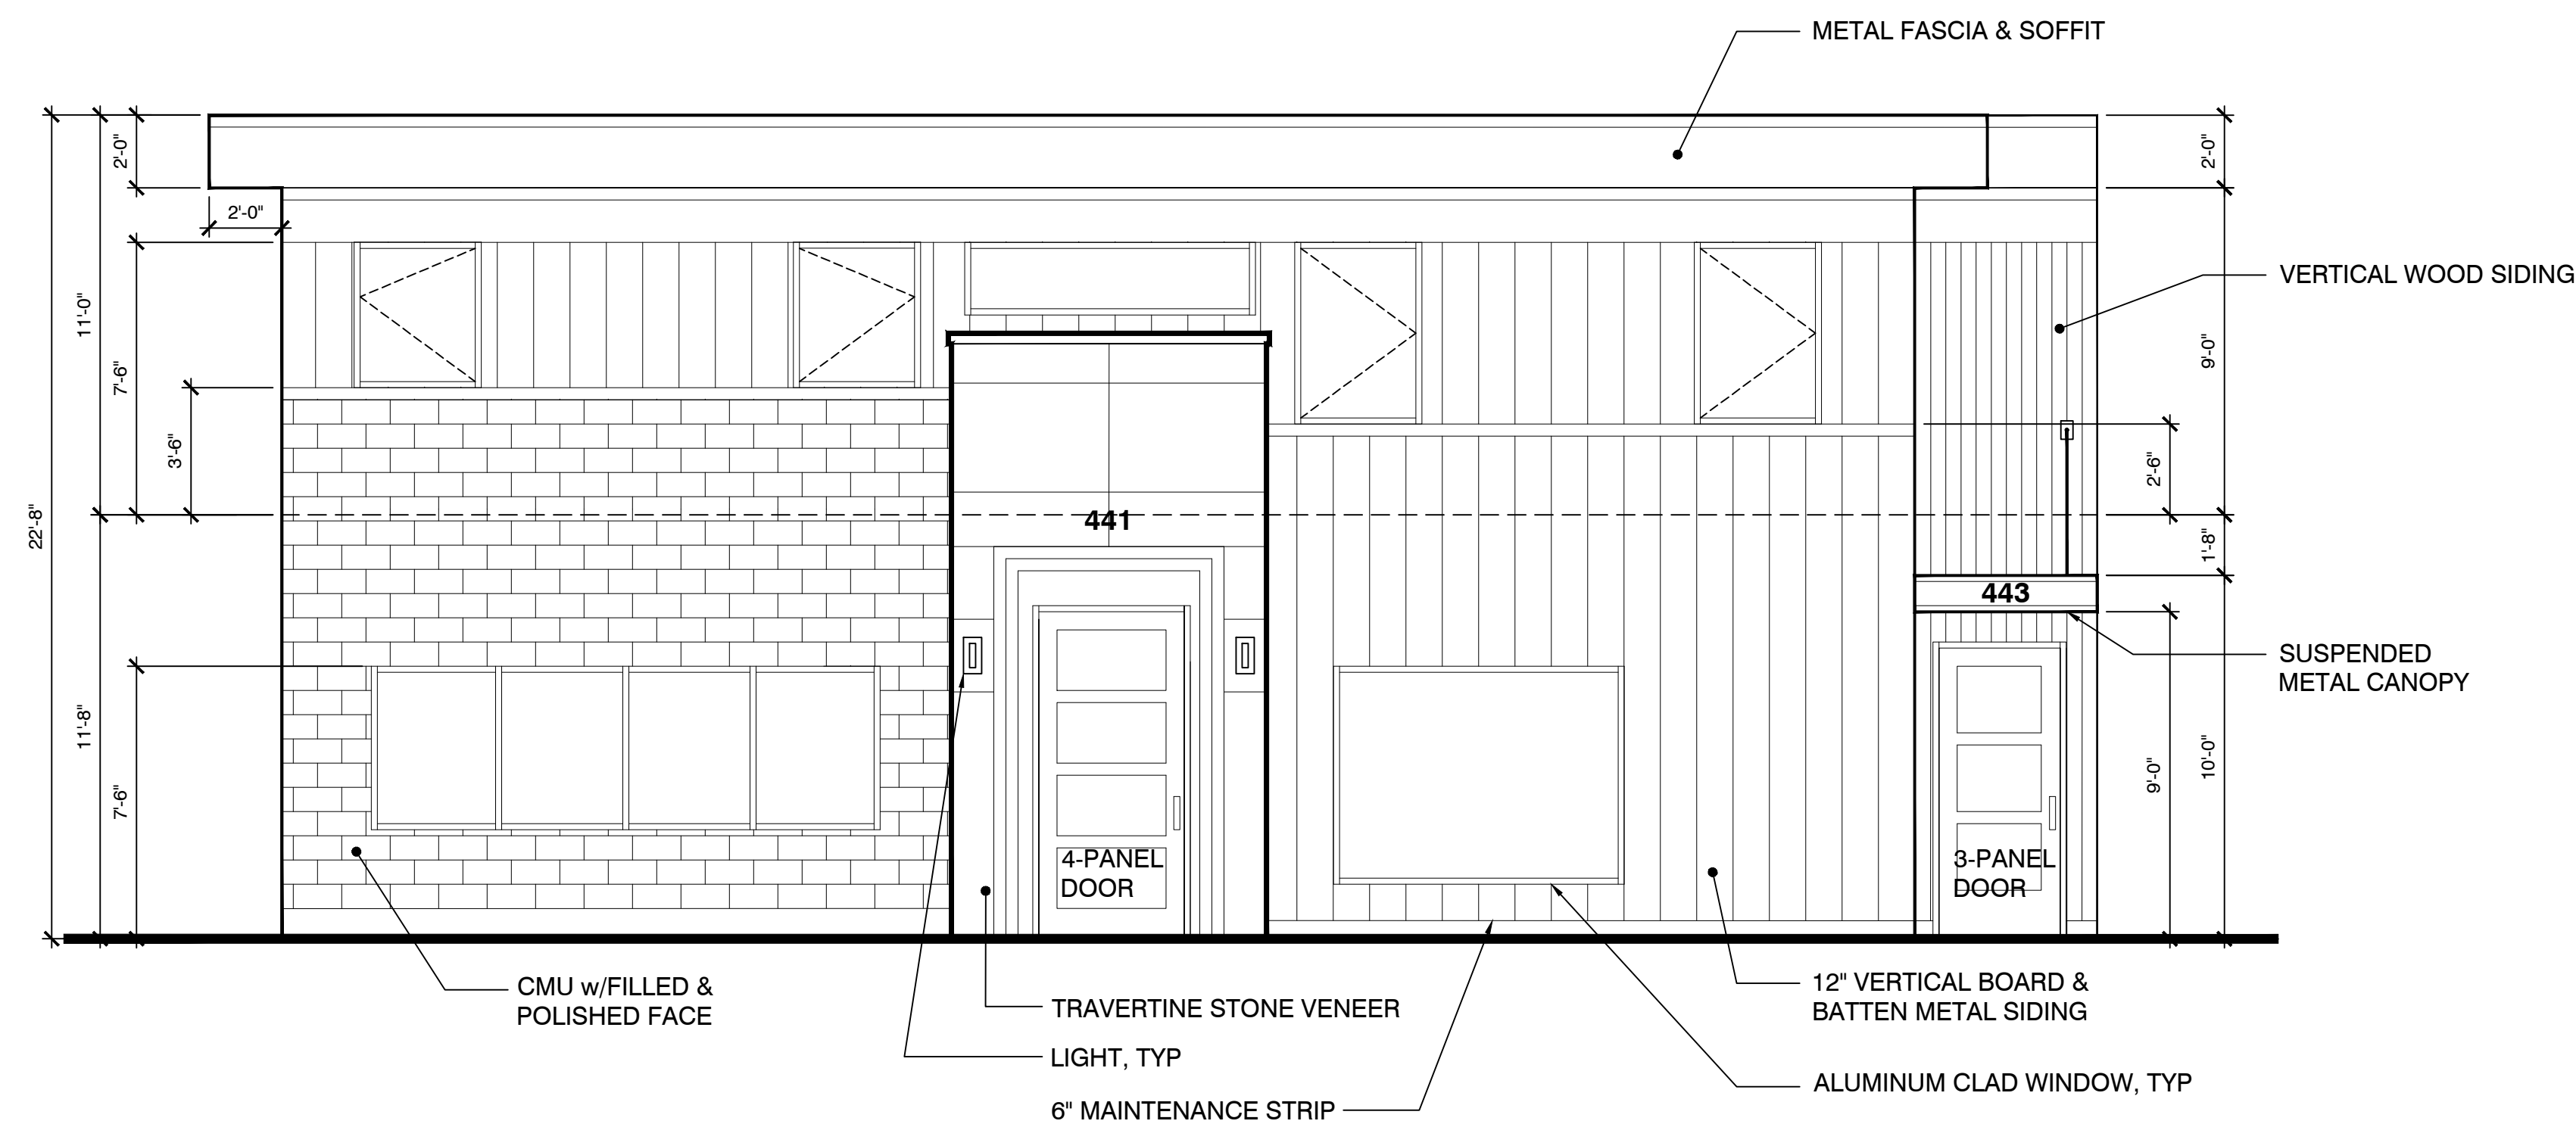 METAL FASCIA & SOFFIT
2'-0"
2'-0"
2'-0"
VERTICAL WOOD SIDING
11'-0"
7'-6"
9'-0"
3'-6"
2'-6"
22'-8"
441
1'-8"
443
SUSPENDED
METAL CANOPY
11'-8"
7'-6"
9'-0"
10'-0"
4-PANEL
DOOR
3-PANEL
DOOR
CMU w/FILLED &
POLISHED FACE
TRAVERTINE STONE VENEER
LIGHT, TYP
6" MAINTENANCE STRIP
12" VERTICAL BOARD &
BATTEN METAL SIDING
ALUMINUM CLAD WINDOW, TYP